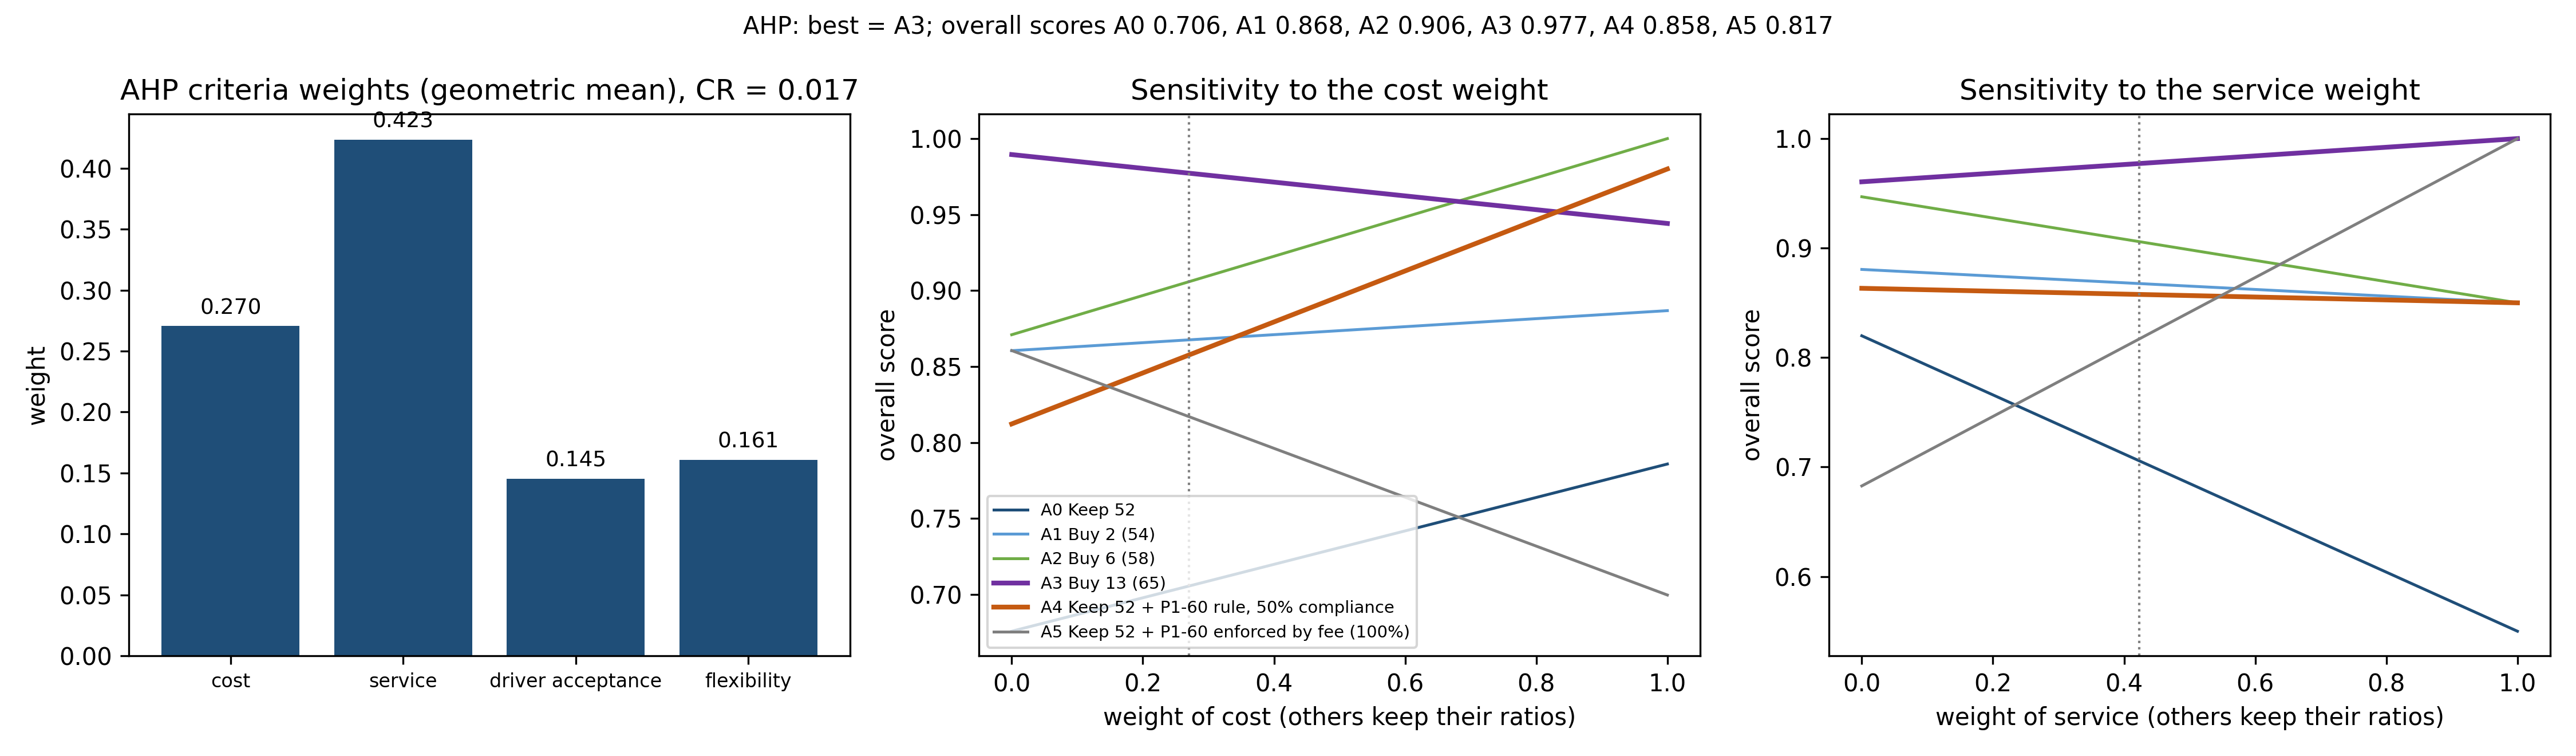 AHP: best = A3; overall scores A0 0.706, A1 0.868, A2 0.906, A3 0.977, A4 0.858, A5 0.817
AHP criteria weights (geometric mean), CR = 0.017
weight
0.40
0.35
0.30
0.25
0.20
0.15
0.10
0.05
0.00
0.270
0.423
0.145
0.161
cost
service
driver acceptance
flexibility
Sensitivity to the cost weight
overall score
1.00
0.95
0.90
0.85
0.80
0.75
0.70
A0 Keep 52
A1 Buy 2 (54)
A2 Buy 6 (58)
A3 Buy 13 (65)
A4 Keep 52 + P1-60 rule, 50% compliance
A5 Keep 52 + P1-60 enforced by fee (100%)
0.0 0.2 0.4 0.6 0.8 1.0
weight of cost (others keep their ratios)
Sensitivity to the service weight
overall score
1.0
0.9
0.8
0.7
0.6
0.0 0.2 0.4 0.6 0.8 1.0
weight of service (others keep their ratios)